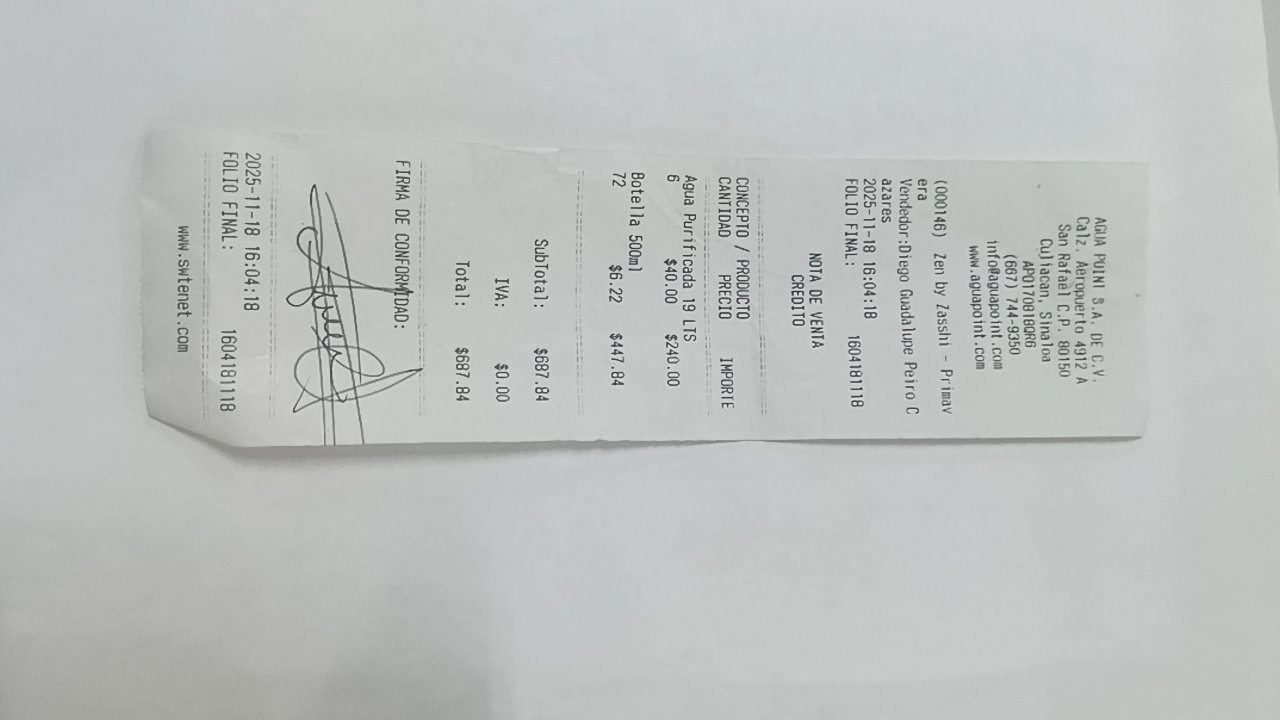 AGUA POINT S.A. DE C.V.
Calz. Aeropuerto 4912 A
San Rafael C.P. 80150
Culiacan, Sinaloa
APO170818QR6
(667) 744-9350
info@aguapoint.com
www.aguapoint.com
(000146) Zen by Zasshi - Primav
era
Vendedor:Diego Guadalupe Peiro C
azares
2025-11-18 16:04:18
FOLIO FINAL: 1604181118
NOTA DE VENTA
CREDITO
CONCEPTO / PRODUCTO
CANTIDAD PRECIO IMPORTE
Agua Purificada 19 LTS
6 $40.00 $240.00
Botella 500ml
72 $6.22 $447.84
SubTotal: $687.84
IVA: $0.00
Total: $687.84
FIRMA DE CONFORMIDAD:
2025-11-18 16:04:18
FOLIO FINAL: 1604181118
www.swtenet.com